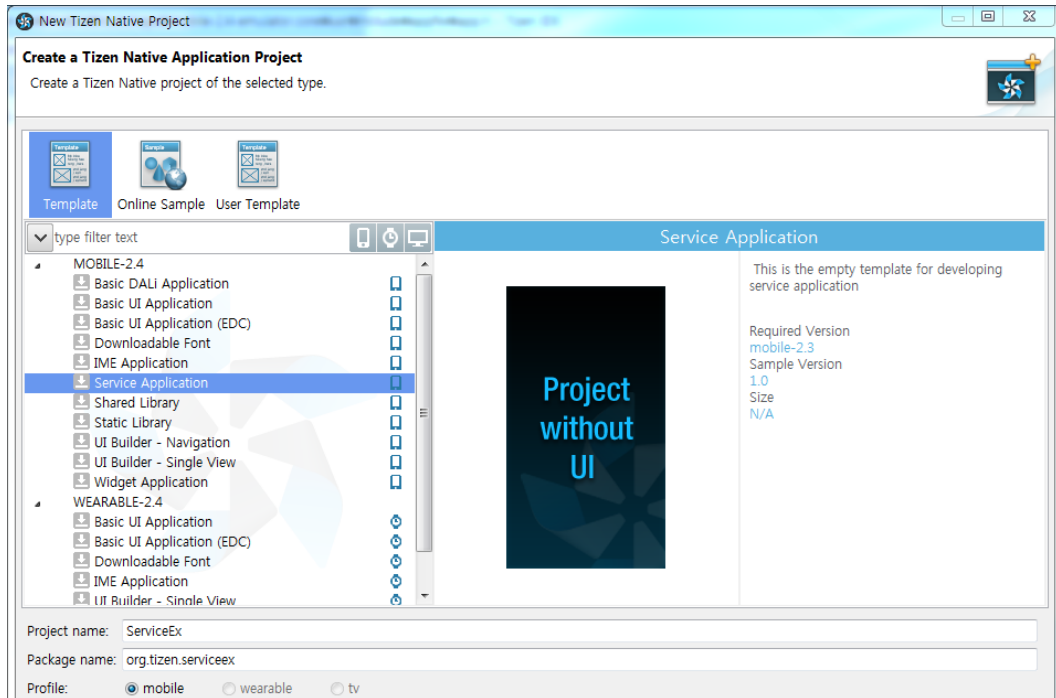 New Tizen Native Project
Create a Tizen Native Application Project
Create a Tizen Native project of the selected type.
Template
Sample
Template
Template
Online Sample
User Template
type filter text
Service Application
MOBILE-2.4
Basic DALi Application
Basic UI Application
Basic UI Application (EDC)
Downloadable Font
IME Application
Service Application
Shared Library
Static Library
UI Builder - Navigation
UI Builder - Single View
Widget Application
WEARABLE-2.4
Basic UI Application
Basic UI Application (EDC)
Downloadable Font
IME Application
UI Builder - Single View
Project
without
UI
This is the empty template for developing
service application
Required Version
mobile-2.3
Sample Version
1.0
Size
N/A
Project name: ServiceEx
Package name: org.tizen.serviceex
Profile: mobile wearable tv